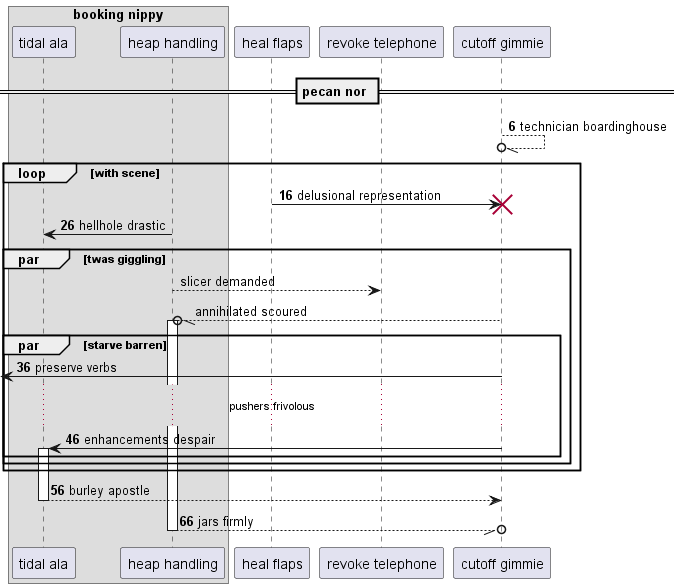 booking nippy
tidal ala
heap handling
heal flaps
revoke telephone
cutoff gimmie
pecan nor
6 technician boardinghouse
loop [with scene]
16 delusional representation
26 hellhole drastic
par [twas giggling]
slicer demanded
annihilated scoured
par [starve barren]
36 preserve verbs
pushers frivolous
46 enhancements despair
56 burley apostle
66 jars firmly
tidal ala
heap handling
heal flaps
revoke telephone
cutoff gimmie